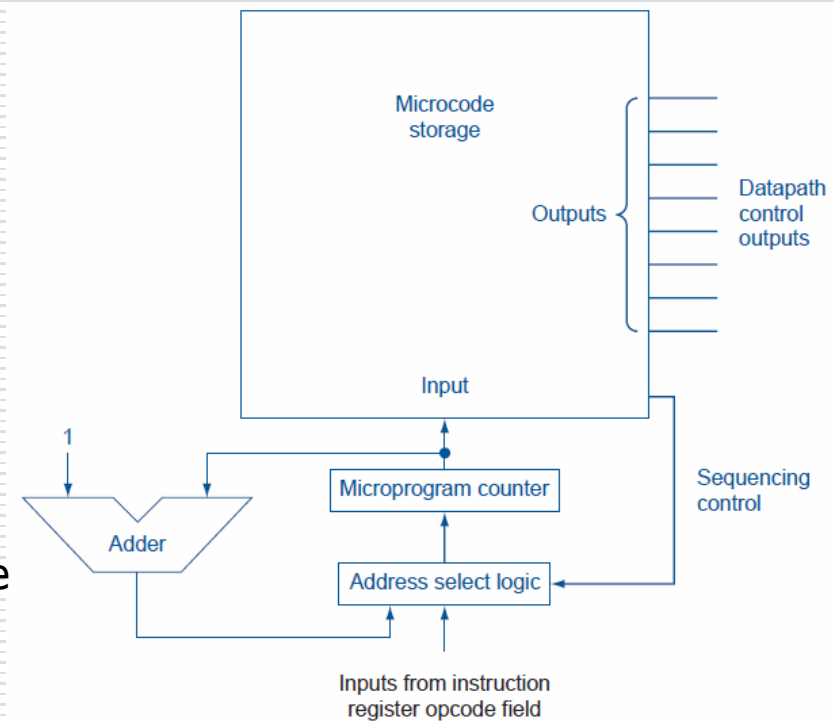 Microcode
storage
Outputs
Datapath
control
outputs
Input
1
Microprogram counter
Sequencing
control
Adder
e
Address select logic
Inputs from instruction
register opcode field